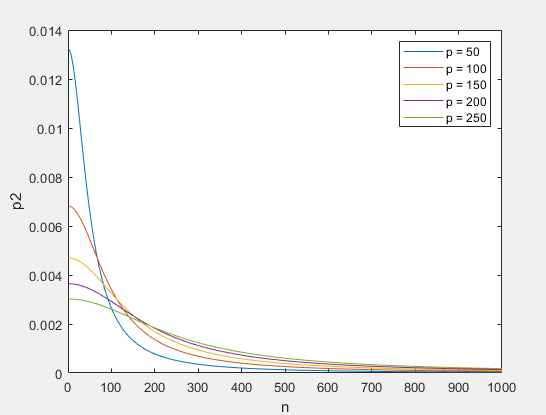 0.014
0.012
0.01
0.008
0.006
0.004
0.002
0
p2
0 100 200 300 400 500 600 700 800 900 1000
n
p = 50
p = 100
p = 150
p = 200
p = 250